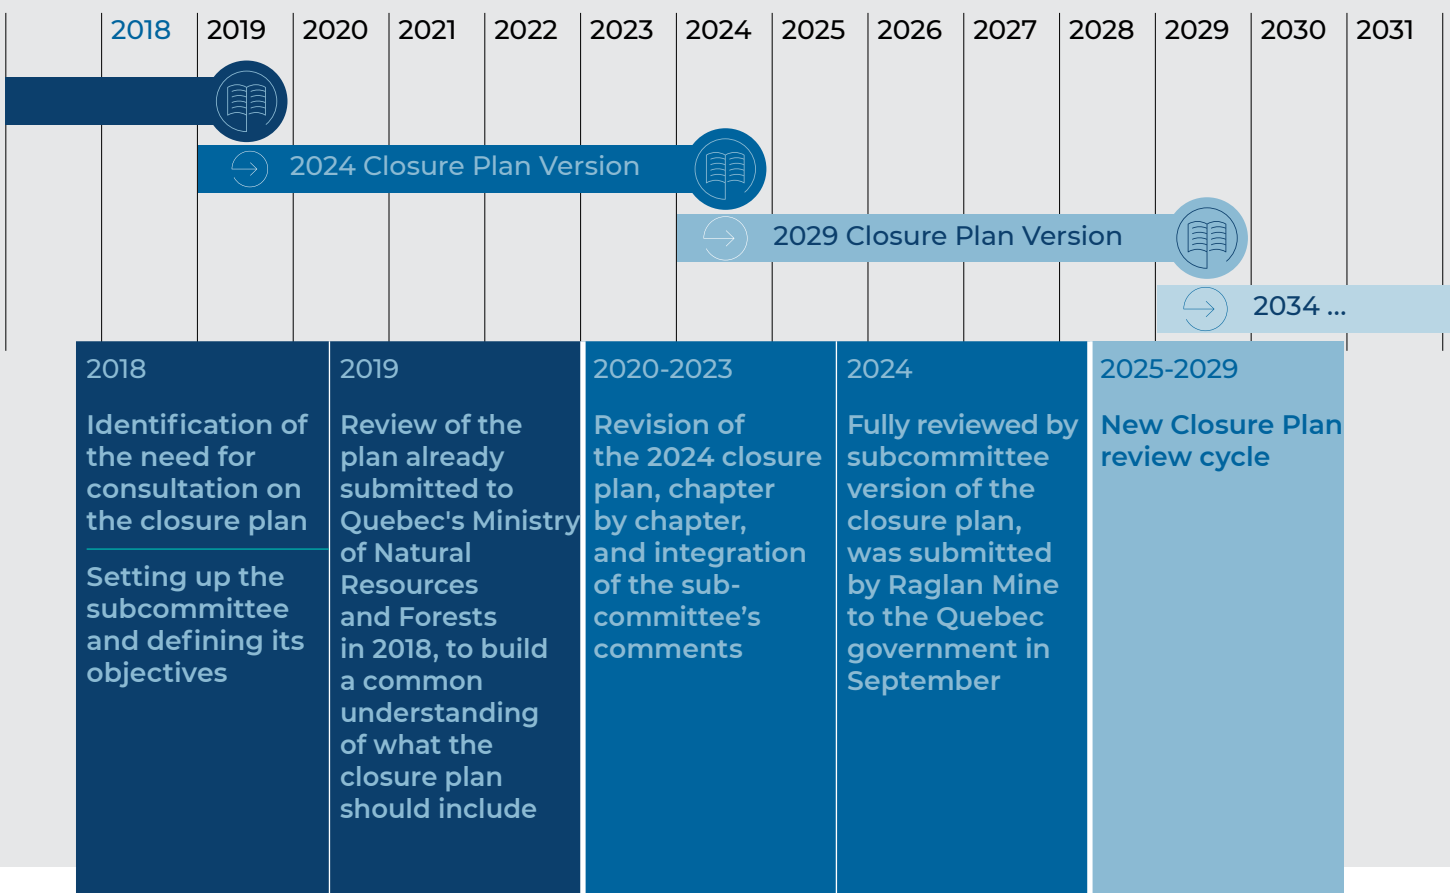 2018 2019 2020 2021 2022 2023 2024 2025 2026 2027 2028 2029 2030 2031
2024 Closure Plan Version
2029 Closure Plan Version
2034 ...
2018
Identification of
the need for
consultation on
the closure plan
Setting up the
subcommittee
and defining its
objectives
2019
Review of the
plan already
submitted to
Quebec's Ministry
of Natural
Resources
and Forests
in 2018, to build
a common
understanding
of what the
closure plan
should include
2020-2023
Revision of
the 2024 closure
plan, chapter
by chapter,
and integration
of the sub-
committee’s
comments
2024
Fully reviewed by
subcommittee
version of the
closure plan,
was submitted
by Raglan Mine
to the Quebec
government in
September
2025-2029
New Closure Plan
review cycle